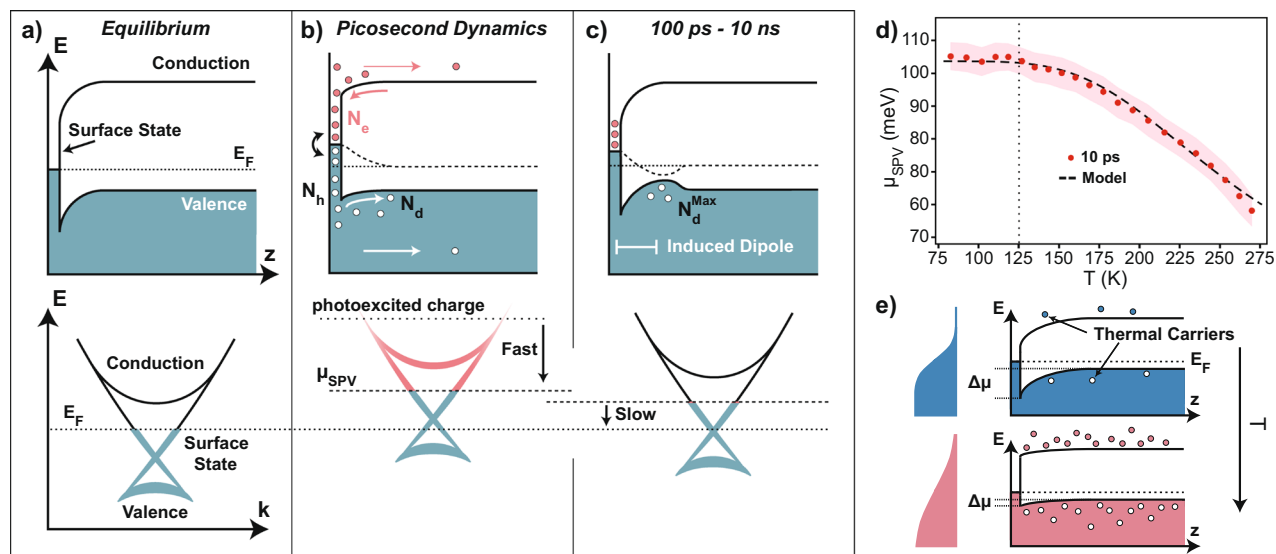 a) Equilibrium
E
Conduction
Surface State
E_F
Valence
z
E
Conduction
E_F
Surface
State
Valence
k
b) Picosecond Dynamics
N_e
N_h
N_d
photoexcited charge
Fast
μ_SPV
c) 100 ps - 10 ns
N_d^Max
Induced Dipole
Slow
d)
110
104
100
96
90
80
60
70
μ_SPV (meV)
10 ps
Model
75 100 125 150 175 200 225 250 275
T (K)
e)
E
Thermal Carriers
E_F
Δμ
z
T
E
Δμ
z